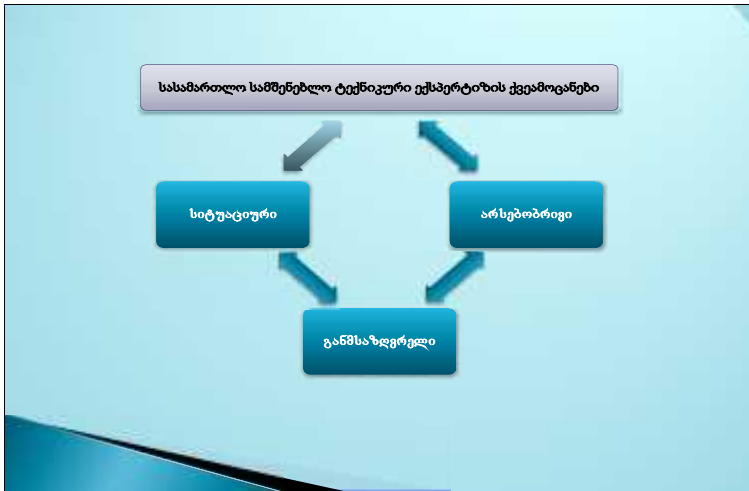 სასამართლო სამშენებლო ტექნიკური ექსპერტიზის ქვეამოცანები
სიტუაციური
არსებობრივი
განმსაზღვრელი